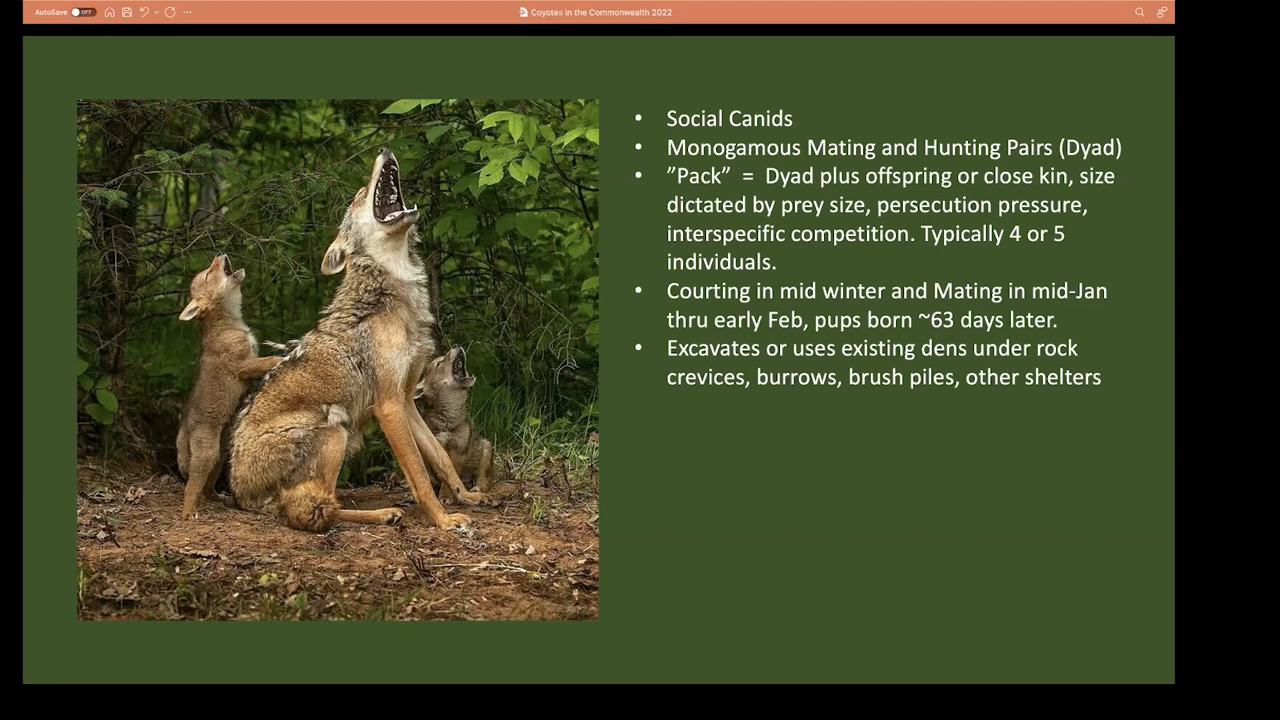 AutoSave OFF
Coyotes in the Commonwealth 2022
• Social Canids
• Monogamous Mating and Hunting Pairs (Dyad)
• ”Pack” = Dyad plus offspring or close kin, size
dictated by prey size, persecution pressure,
interspecific competition. Typically 4 or 5
individuals.
• Courting in mid winter and Mating in mid-Jan
thru early Feb, pups born ~63 days later.
• Excavates or uses existing dens under rock
crevices, burrows, brush piles, other shelters